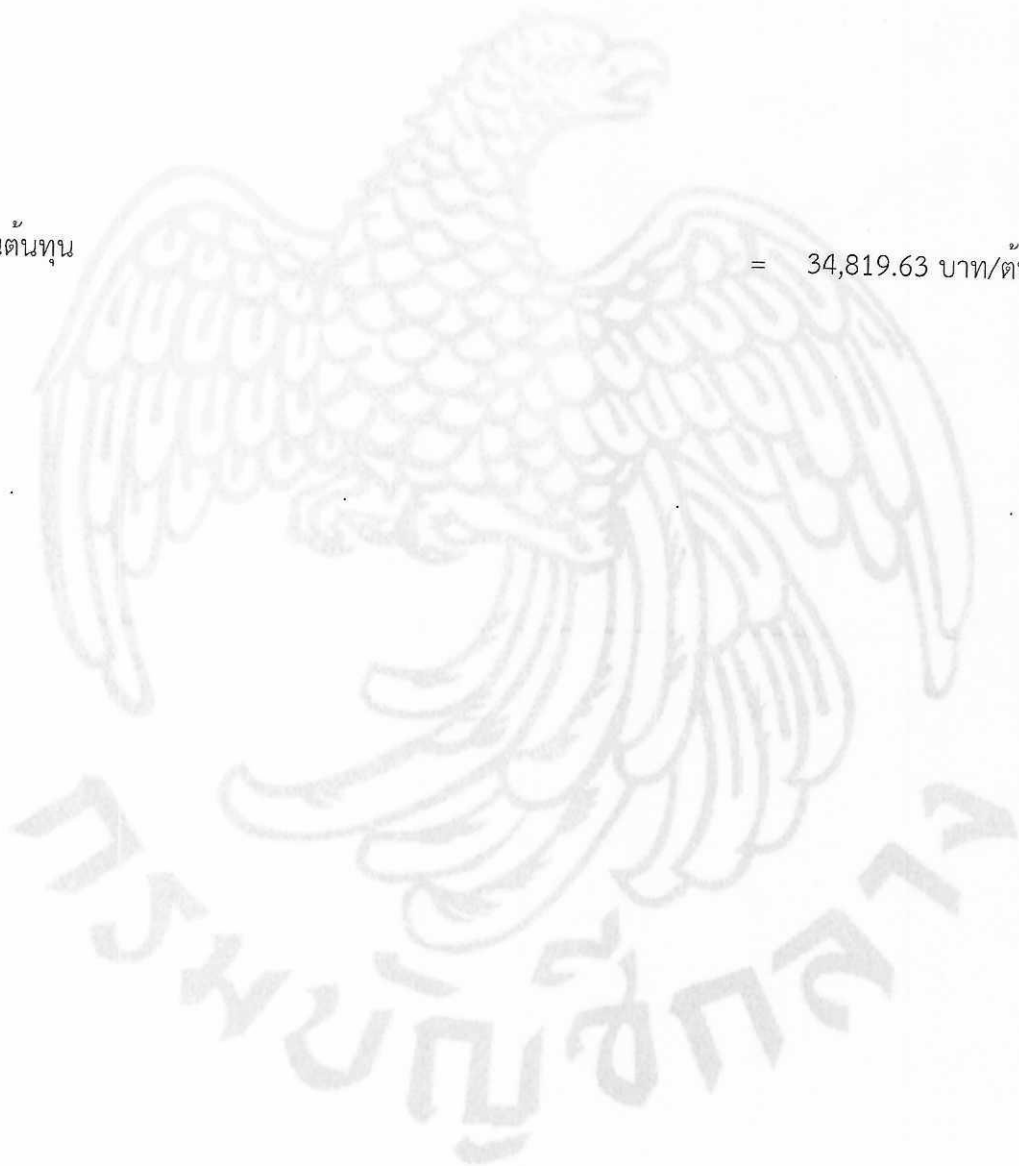 ต้นทุน
= 34,819.63 บาท/ต้
กรมบัญชีกลาง